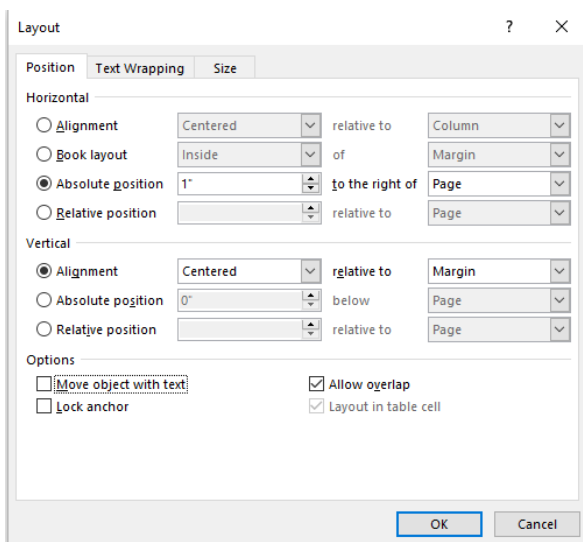 Layout ? ×
Position Text Wrapping Size
Horizontal
Alignment Centered relative to Column
Book layout Inside of Margin
Absolute position 1" to the right of Page
Relative position relative to Page
Vertical
Alignment Centered relative to Margin
Absolute position 0" below Page
Relative position relative to Page
Options
Move object with text Allow overlap
Lock anchor Layout in table cell
OK Cancel